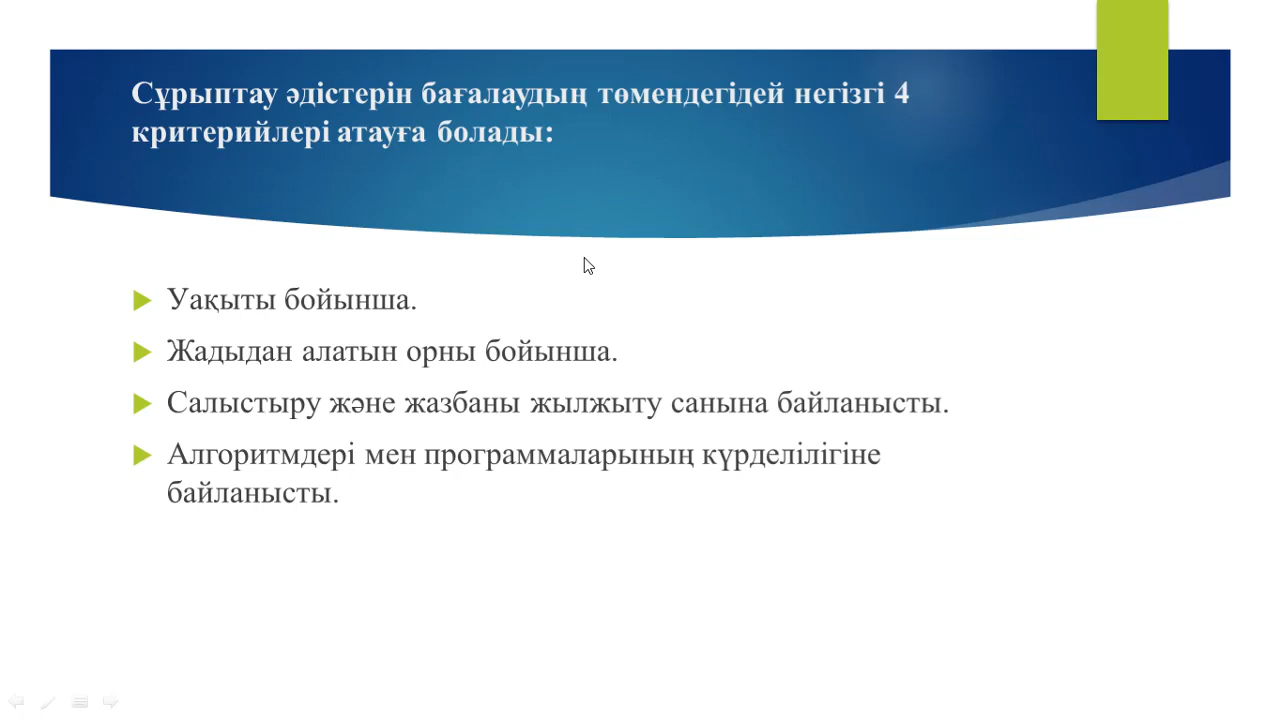 Сұрыптау әдістерін бағалаудың төмендегідей негізгі 4
критерийлері атауға болады:
Уақыты бойынша.
Жадыдан алатын орны бойынша.
Салыстыру және жазбаны жылжыту санына байланысты.
Алгоритмдері мен программаларының күрделілігіне
байланысты.